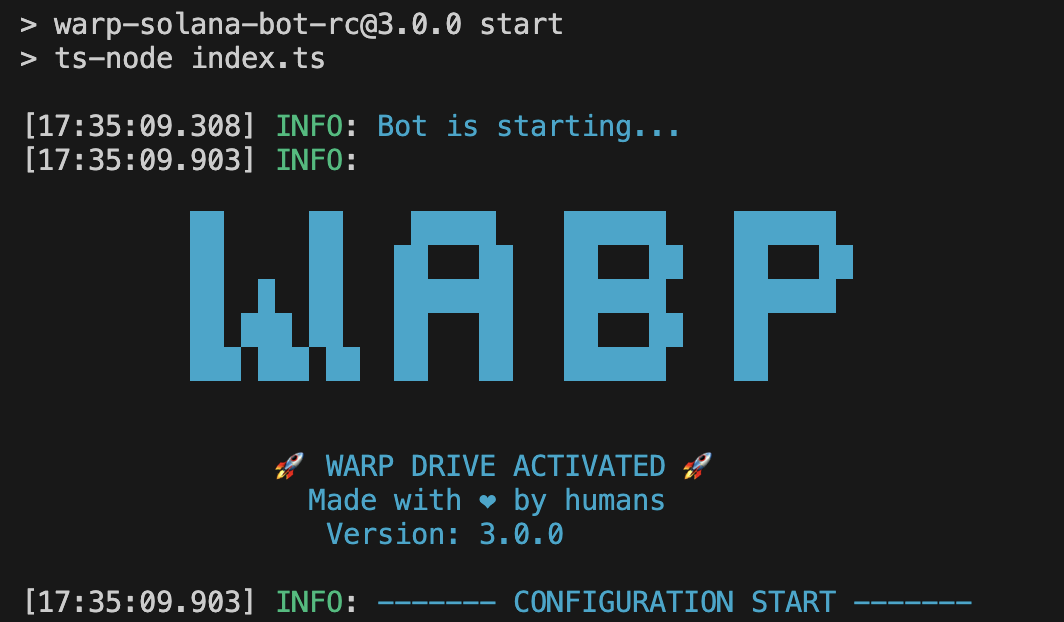 > warp-solana-bot-rc@3.0.0 start
> ts-node index.ts
[17:35:09.308] INFO: Bot is starting...
[17:35:09.903] INFO:
WABP
🚀 WARP DRIVE ACTIVATED 🚀
Made with ❤ by humans
Version: 3.0.0
[17:35:09.903] INFO: ------- CONFIGURATION START -------